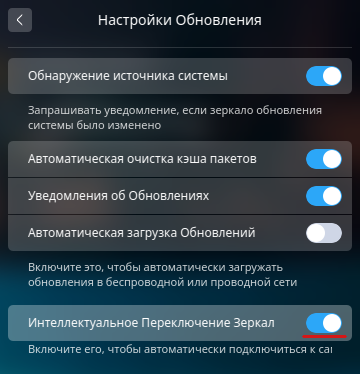 Настройки Обновления
Обнаружение источника системы
Запрашивать уведомление, если зеркало обновления
системы было изменено
Автоматическая очистка кэша пакетов
Уведомления об Обновлениях
Автоматическая загрузка Обновлений
Включите это, чтобы автоматически загружать
обновления в беспроводной или проводной сети
Интеллектуальное Переключение Зеркал
Включите его, чтобы автоматически подключиться к